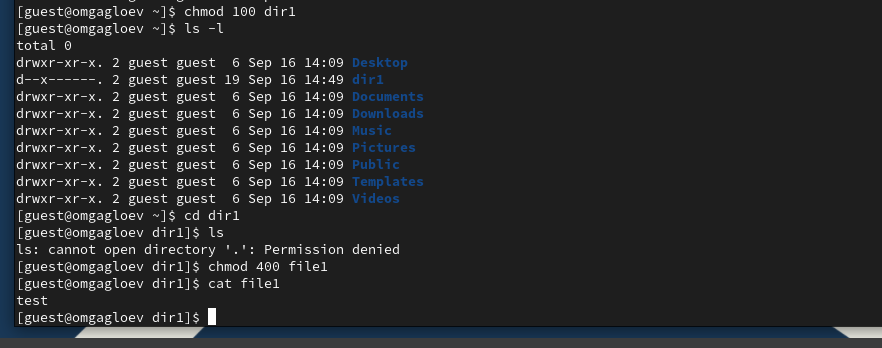 [guest@omgagloev ~]$ chmod 100 dir1
[guest@omgagloev ~]$ ls -l
total 0
drwxr-xr-x. 2 guest guest  6 Sep 16 14:09 Desktop
d--x------. 2 guest guest 19 Sep 16 14:49 dir1
drwxr-xr-x. 2 guest guest  6 Sep 16 14:09 Documents
drwxr-xr-x. 2 guest guest  6 Sep 16 14:09 Downloads
drwxr-xr-x. 2 guest guest  6 Sep 16 14:09 Music
drwxr-xr-x. 2 guest guest  6 Sep 16 14:09 Pictures
drwxr-xr-x. 2 guest guest  6 Sep 16 14:09 Public
drwxr-xr-x. 2 guest guest  6 Sep 16 14:09 Templates
drwxr-xr-x. 2 guest guest  6 Sep 16 14:09 Videos
[guest@omgagloev ~]$ cd dir1
[guest@omgagloev dir1]$ ls
ls: cannot open directory '.': Permission denied
[guest@omgagloev dir1]$ chmod 400 file1
[guest@omgagloev dir1]$ cat file1
test
[guest@omgagloev dir1]$